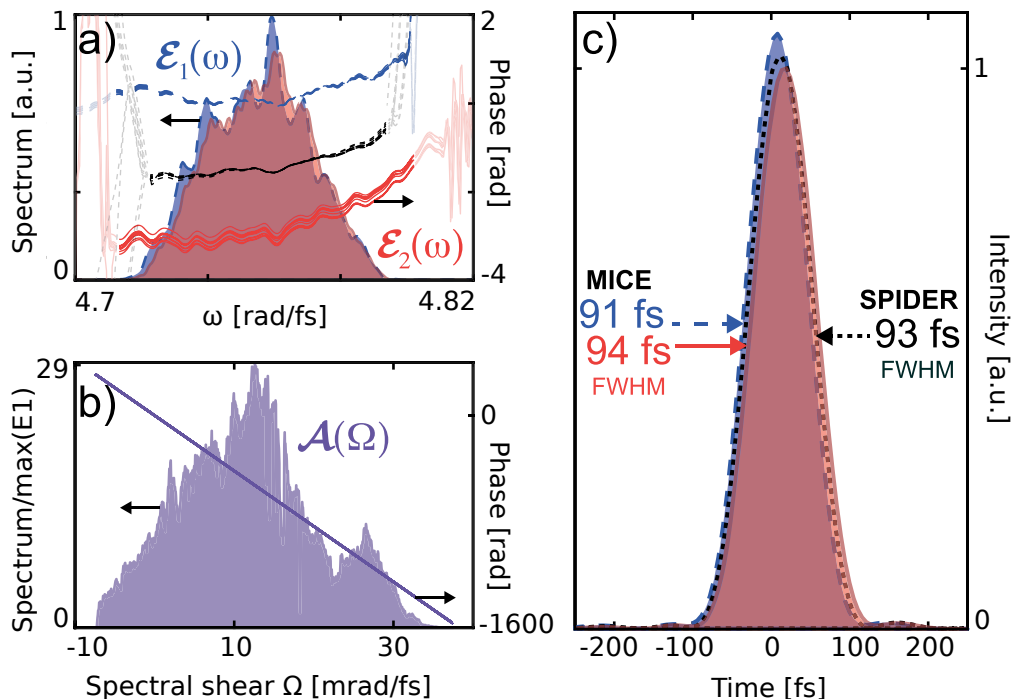 a)
1
Spectrum [a.u.]
0
ℰ₁(ω)
ℰ₂(ω)
2
Phase [rad]
-4
4.7
4.82
ω [rad/fs]
b)
29
Spectrum/max(E1)
0
𝒜(Ω)
0
Phase [rad]
-1600
-10
10
30
Spectral shear Ω [mrad/fs]
c)
1
Intensity [a.u.]
0
MICE
91 fs
94 fs
FWHM
SPIDER
93 fs
FWHM
-200
-100
0
100
200
Time [fs]